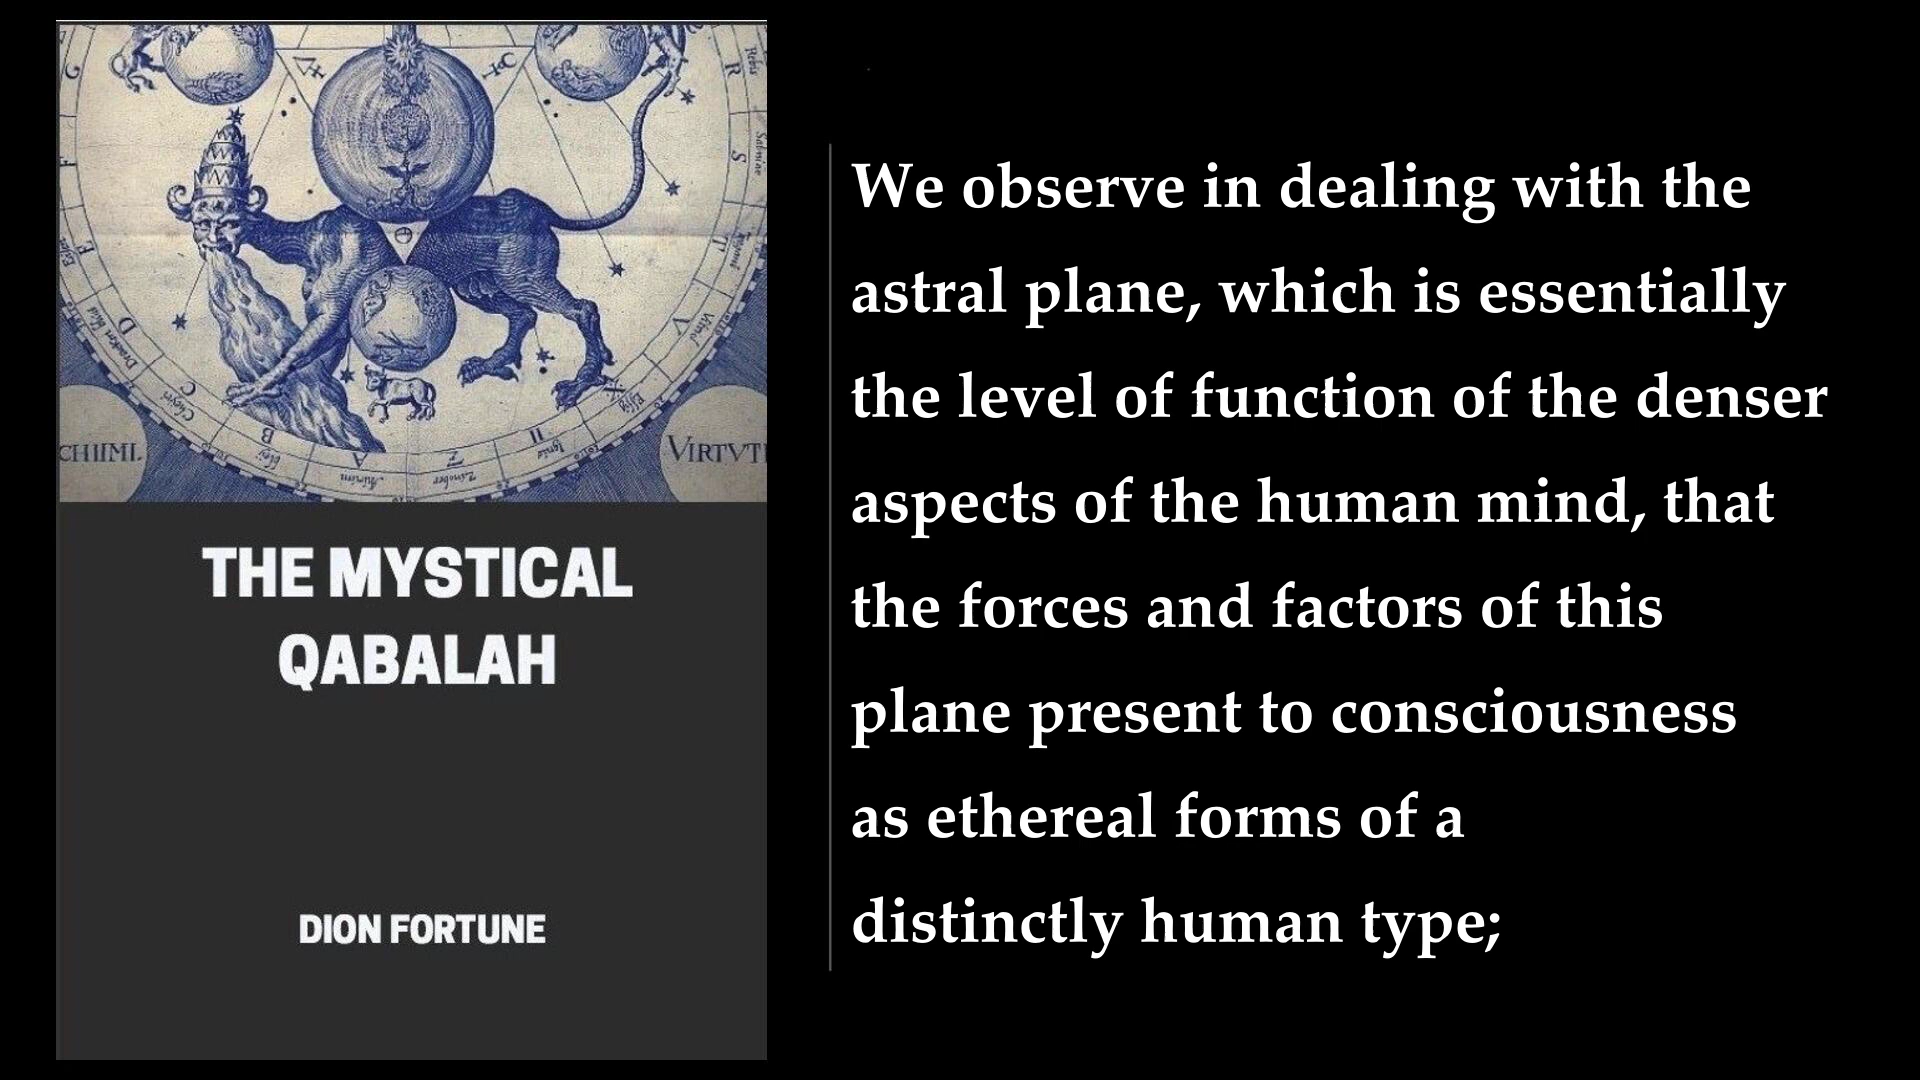 CHIIMI.
VIRTVTI
THE MYSTICAL
QABALAH
DION FORTUNE
We observe in dealing with the
astral plane, which is essentially
the level of function of the denser
aspects of the human mind, that
the forces and factors of this
plane present to consciousness
as ethereal forms of a
distinctly human type;